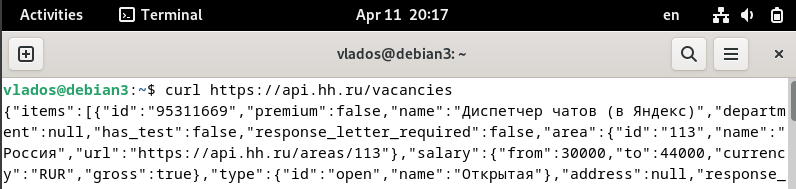 Activities Terminal Apr 11 20:17 en
vlados@debian3: ~
vlados@debian3:~$ curl https://api.hh.ru/vacancies
{"items":[{"id":"95311669","premium":false,"name":"Диспетчер чатов (в Яндекс)","departm
ent":null,"has_test":false,"response_letter_required":false,"area":{"id":"113","name":"
Россия","url":"https://api.hh.ru/areas/113"},"salary":{"from":30000,"to":44000,"currenc
y":"RUR","gross":true},"type":{"id":"open","name":"Открытая"},"address":null,"response_